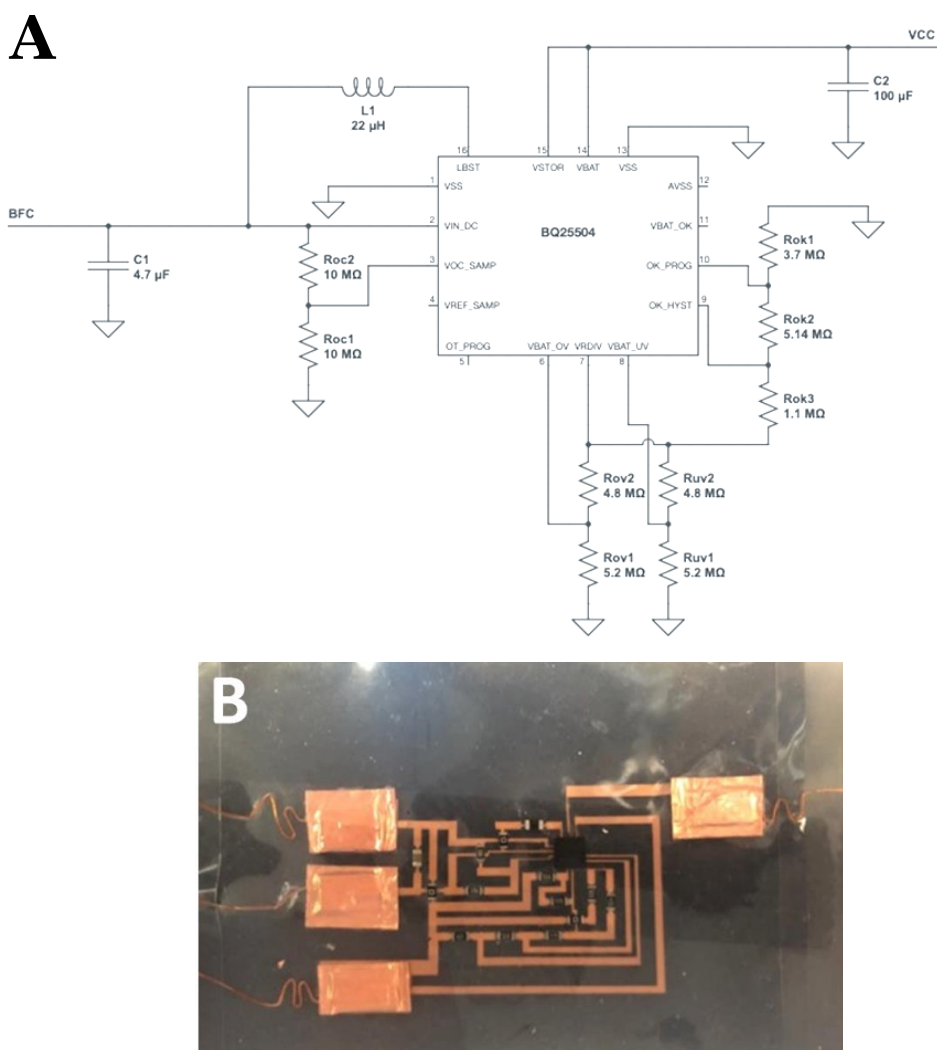 A
VCC
C2
100 µF
L1
22 µH
16
15
14
13
LBST
VSTOR
VBAT
VSS
1
VSS
AVSS
12
BFC
2
VIN_DC
BQ25504
VBAT_OK
11
C1
4.7 µF
Roc2
10 MΩ
3
VOC_SAMP
OK_PROG
10
Rok1
3.7 MΩ
4
VREF_SAMP
OK_HYST
9
Rok2
5.14 MΩ
Roc1
10 MΩ
OT_PROG
VBAT_OV
VRDIV
VBAT_UV
5
6
7
8
Rok3
1.1 MΩ
Rov2
4.8 MΩ
Ruv2
4.8 MΩ
Rov1
5.2 MΩ
Ruv1
5.2 MΩ
B